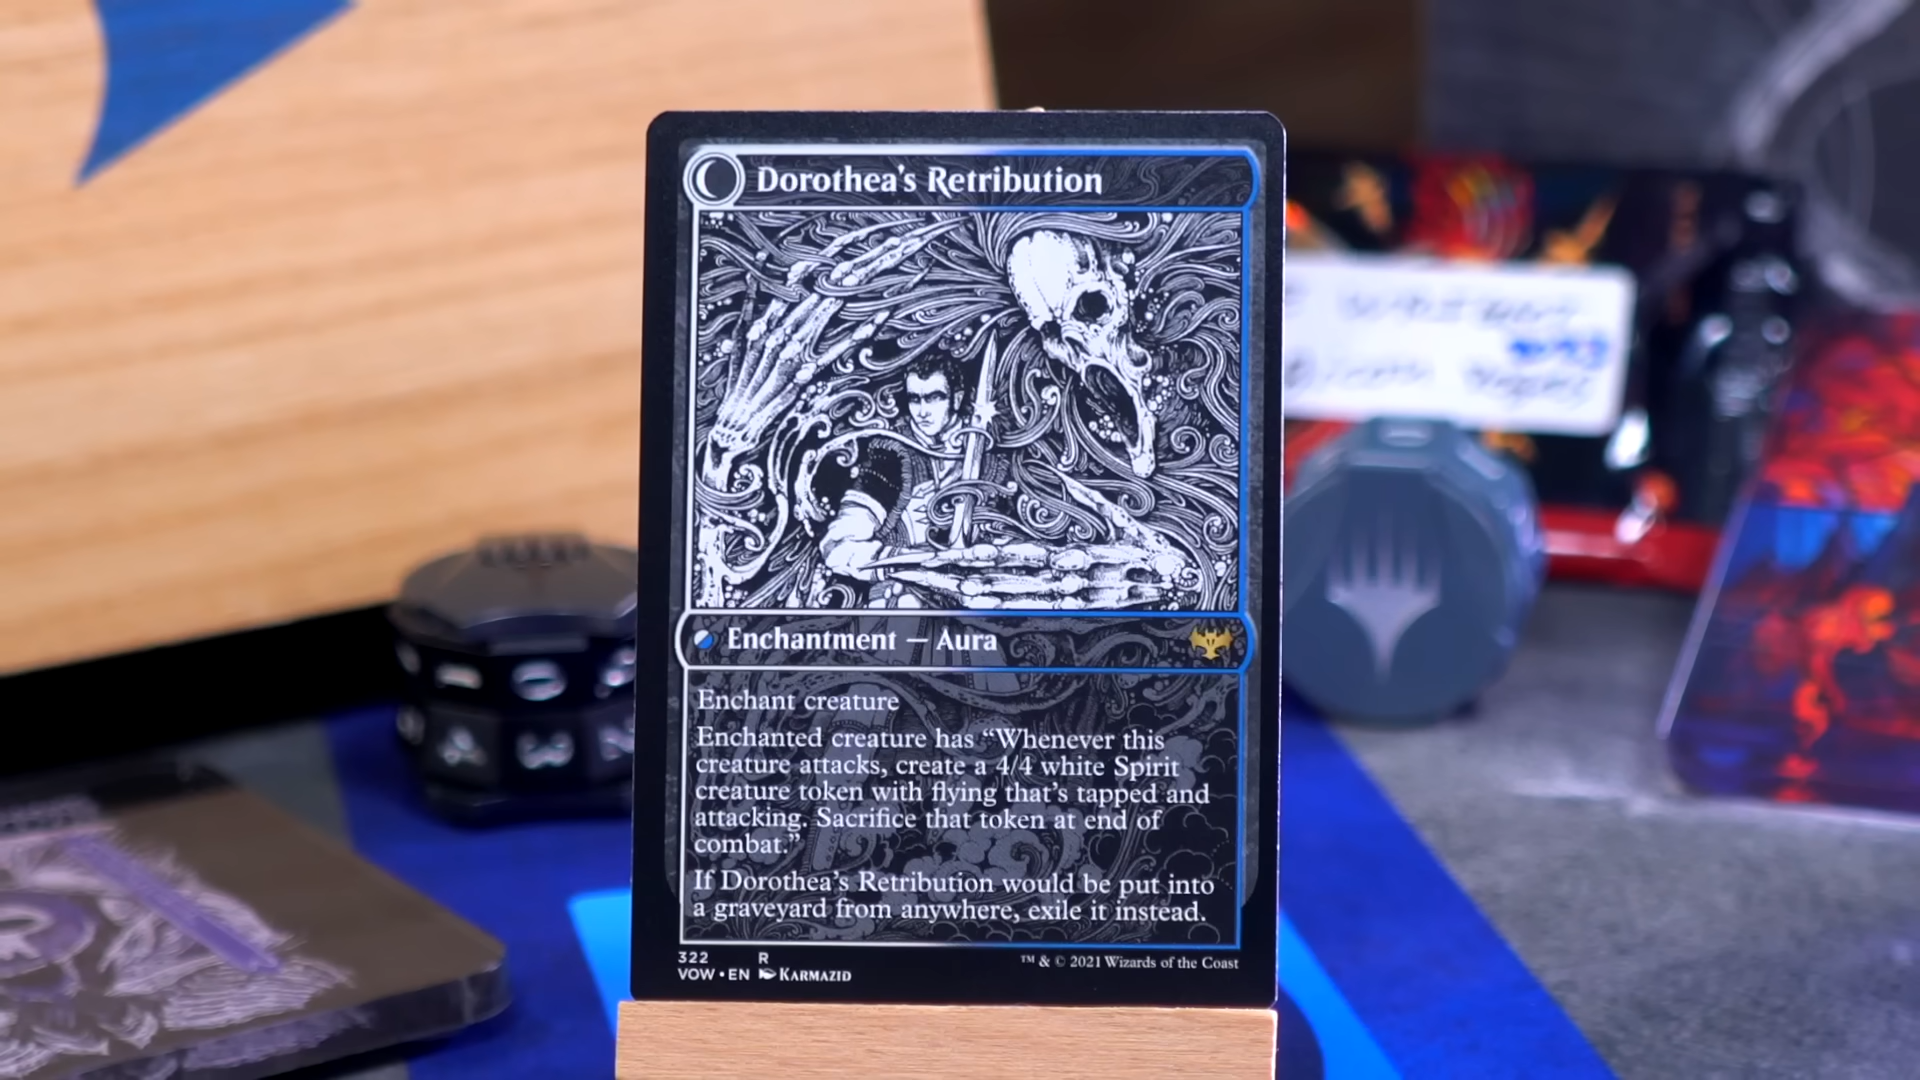 Dorothea's Retribution
Enchantment — Aura
Enchant creature
Enchanted creature has “Whenever this
creature attacks, create a 4/4 white Spirit
creature token with flying that's tapped and
attacking. Sacrifice that token at end of
combat.”
If Dorothea's Retribution would be put into
a graveyard from anywhere, exile it instead.
322 R
VOW • EN KARMAZID
™ & © 2021 Wizards of the Coast